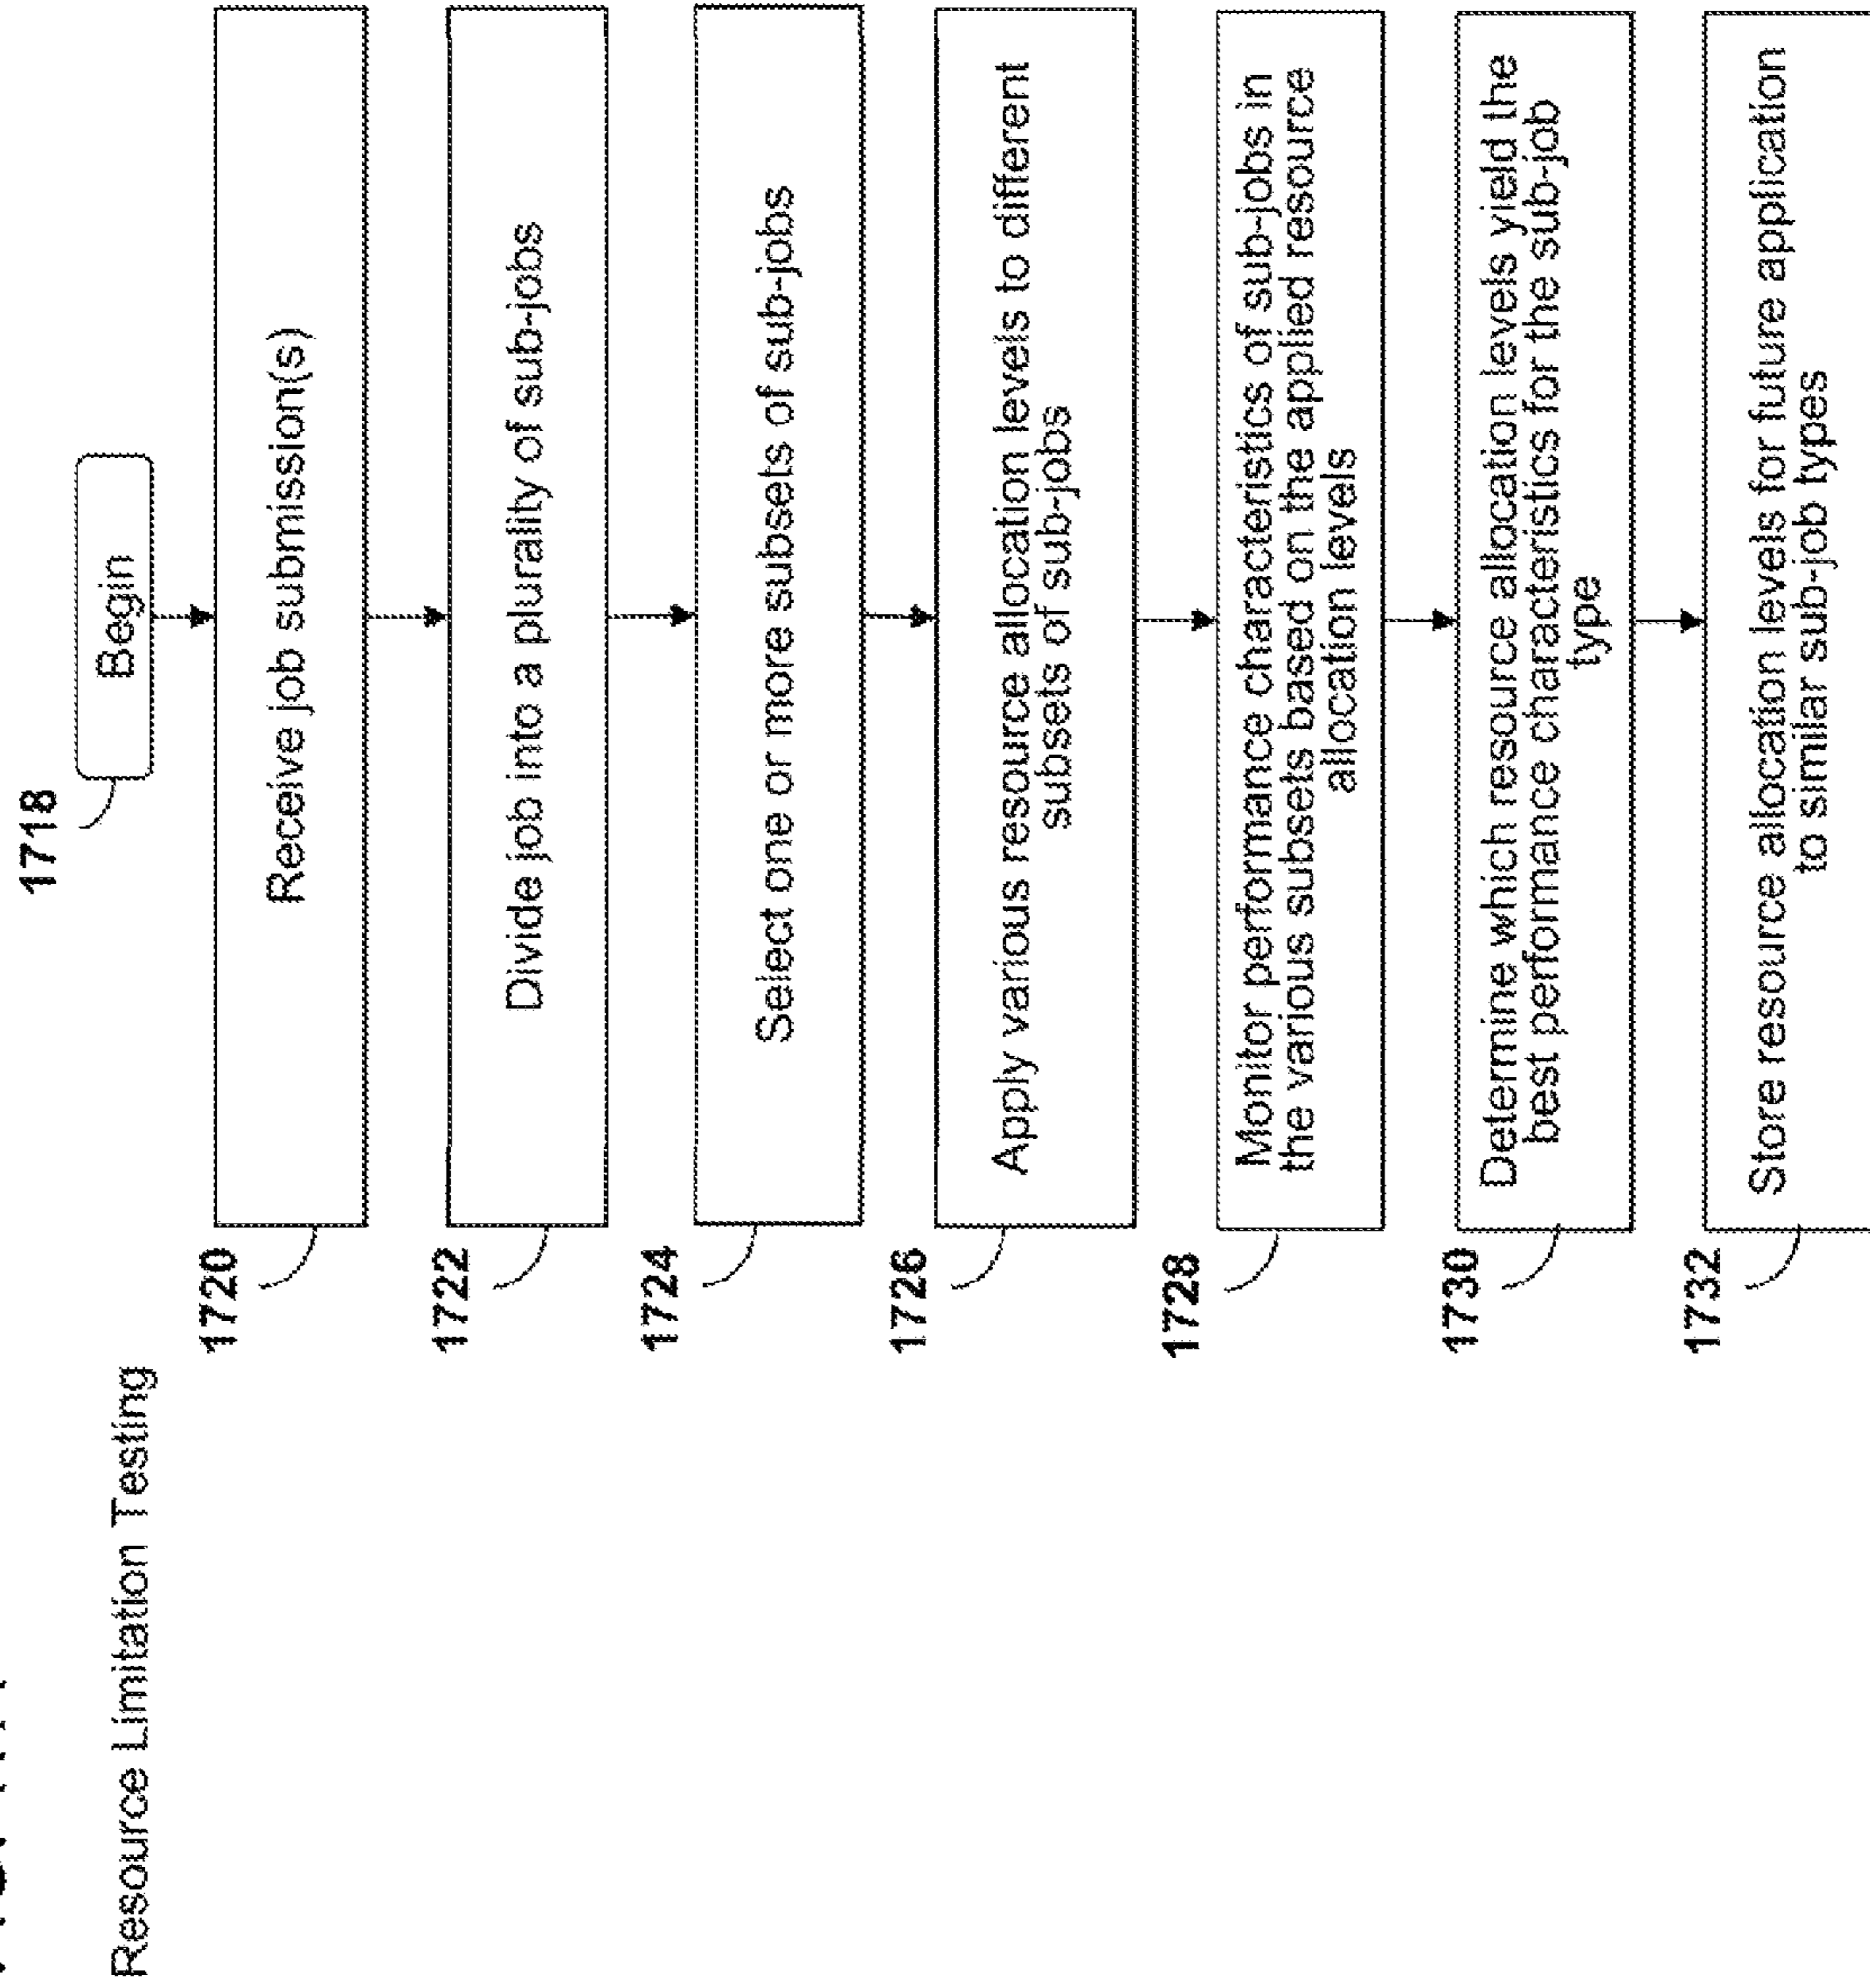 Resource Limitation Testing
1718
Begin
1720
Receive job submission(s)
1722
Divide job into a plurality of sub-jobs
1724
Select one or more subsets of sub-jobs
1726
Apply various resource allocation levels to different
subsets of sub-jobs
1728
Monitor performance characteristics of sub-jobs in
the various subsets based on the applied resource
allocation levels
1730
Determine which resource allocation levels yield the
best performance characteristics for the sub-job
type
1732
Store resource allocation levels for future application
to similar sub-job types